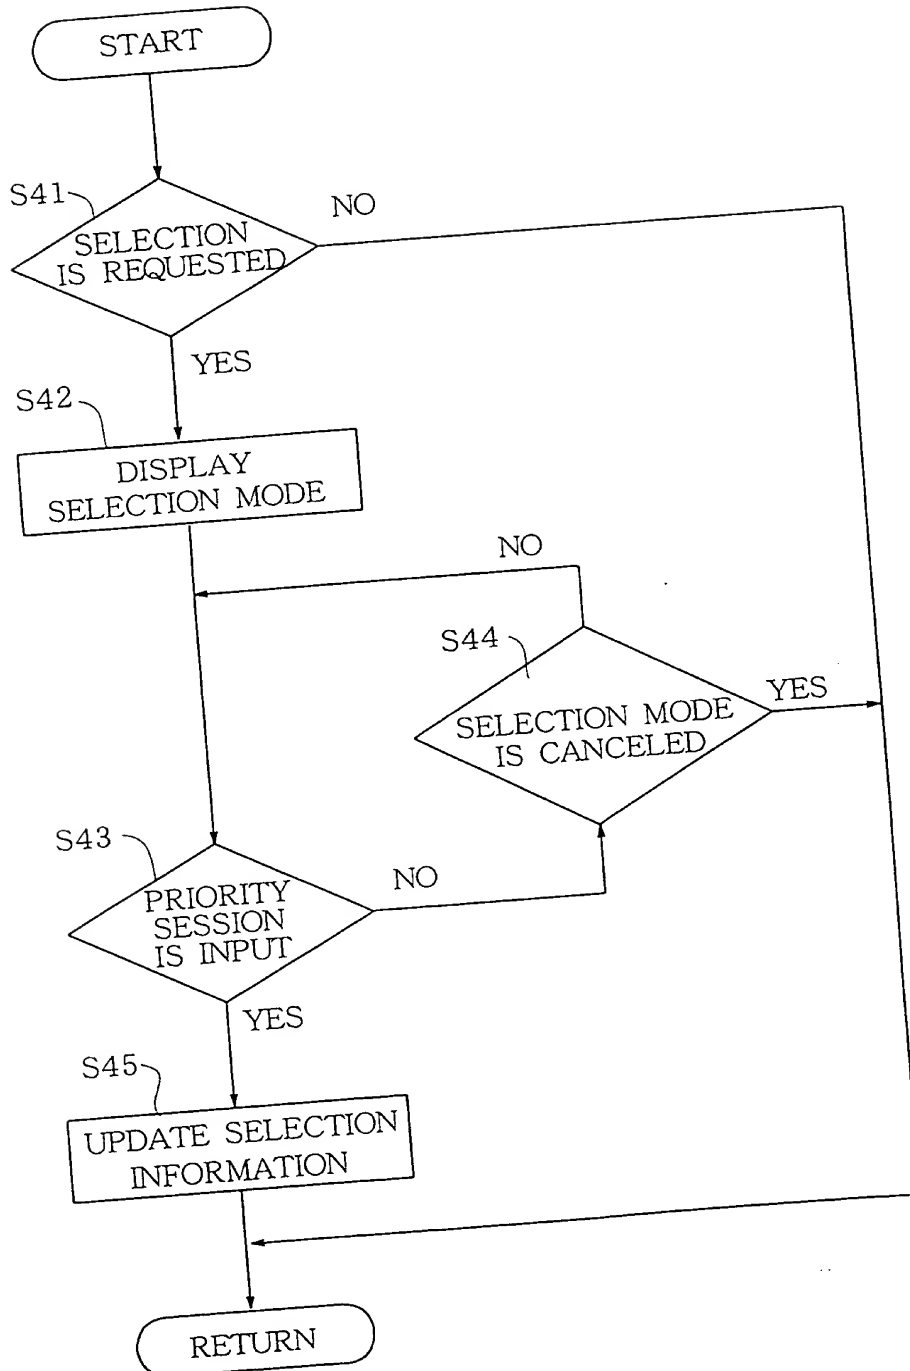 START
S41
NO
SELECTION
IS REQUESTED
YES
S42
DISPLAY
SELECTION MODE
NO
S44
YES
SELECTION MODE
IS CANCELED
S43
NO
PRIORITY
SESSION
IS INPUT
YES
S45
UPDATE SELECTION
INFORMATION
RETURN